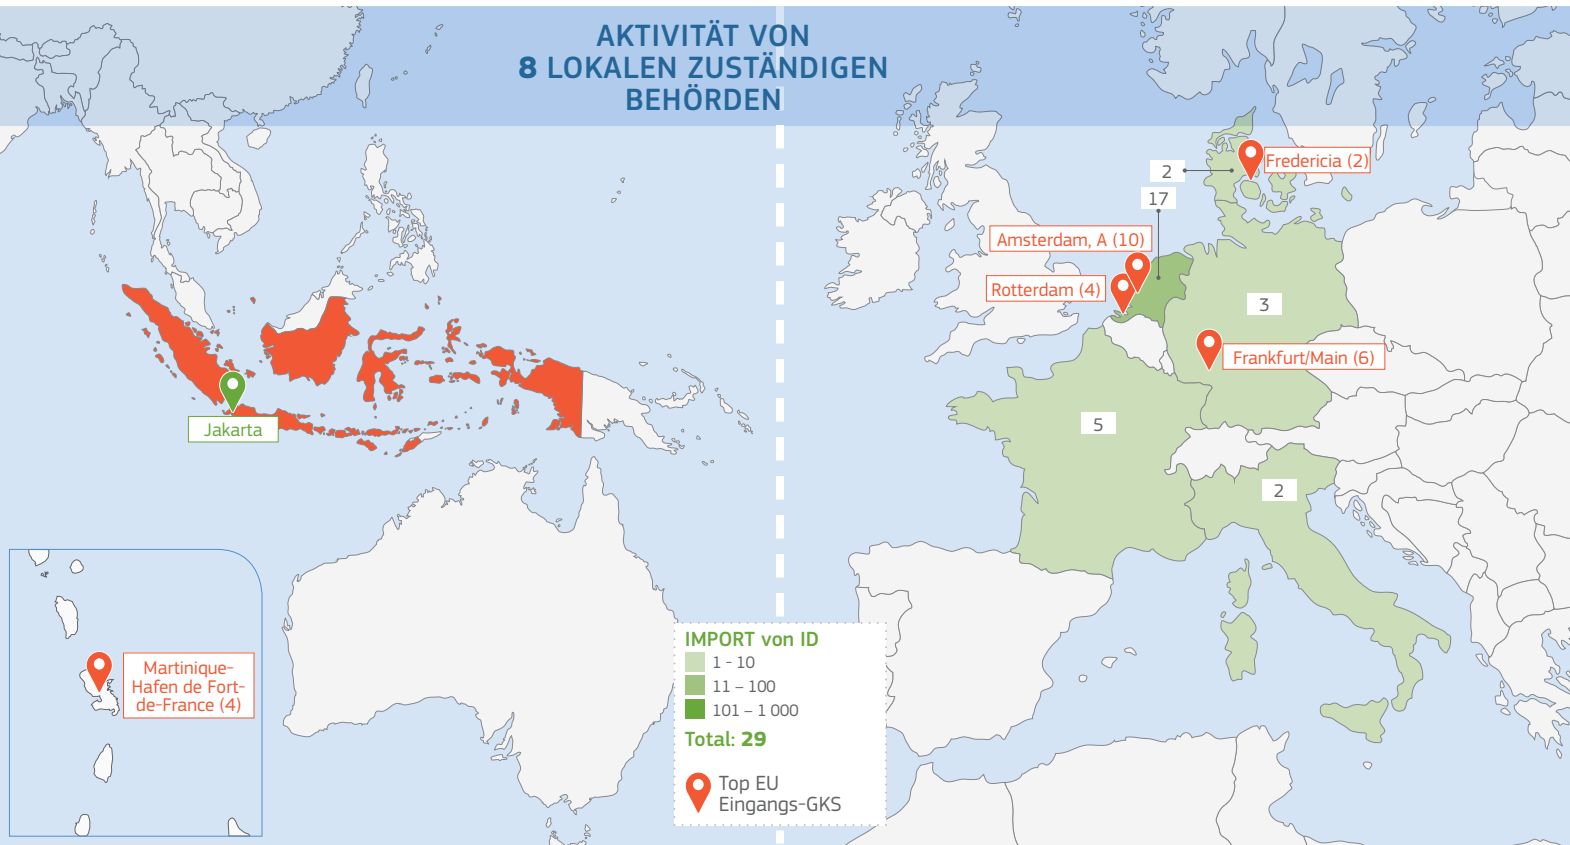 AKTIVITÄT VON
8 LOKALEN ZUSTÄNDIGEN
BEHÖRDEN
Fredericia (2)
2
17
Amsterdam, A (10)
Rotterdam (4)
3
Frankfurt/Main (6)
5
2
Jakarta
Martinique-
Hafen de Fort-
de-France (4)
IMPORT von ID
1 - 10
11 – 100
101 – 1 000
Total: 29
Top EU
Eingangs-GKS